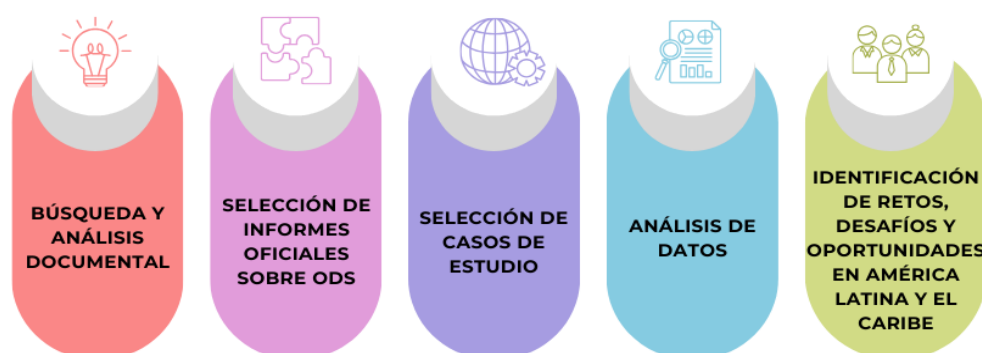 BÚSQUEDA Y
ANÁLISIS
DOCUMENTAL
SELECCIÓN DE
INFORMES
OFICIALES
SOBRE ODS
SELECCIÓN DE
CASOS DE
ESTUDIO
ANÁLISIS DE
DATOS
IDENTIFICACIÓN
DE RETOS,
DESAFÍOS Y
OPORTUNIDADES
EN AMÉRICA
LATINA Y EL
CARIBE